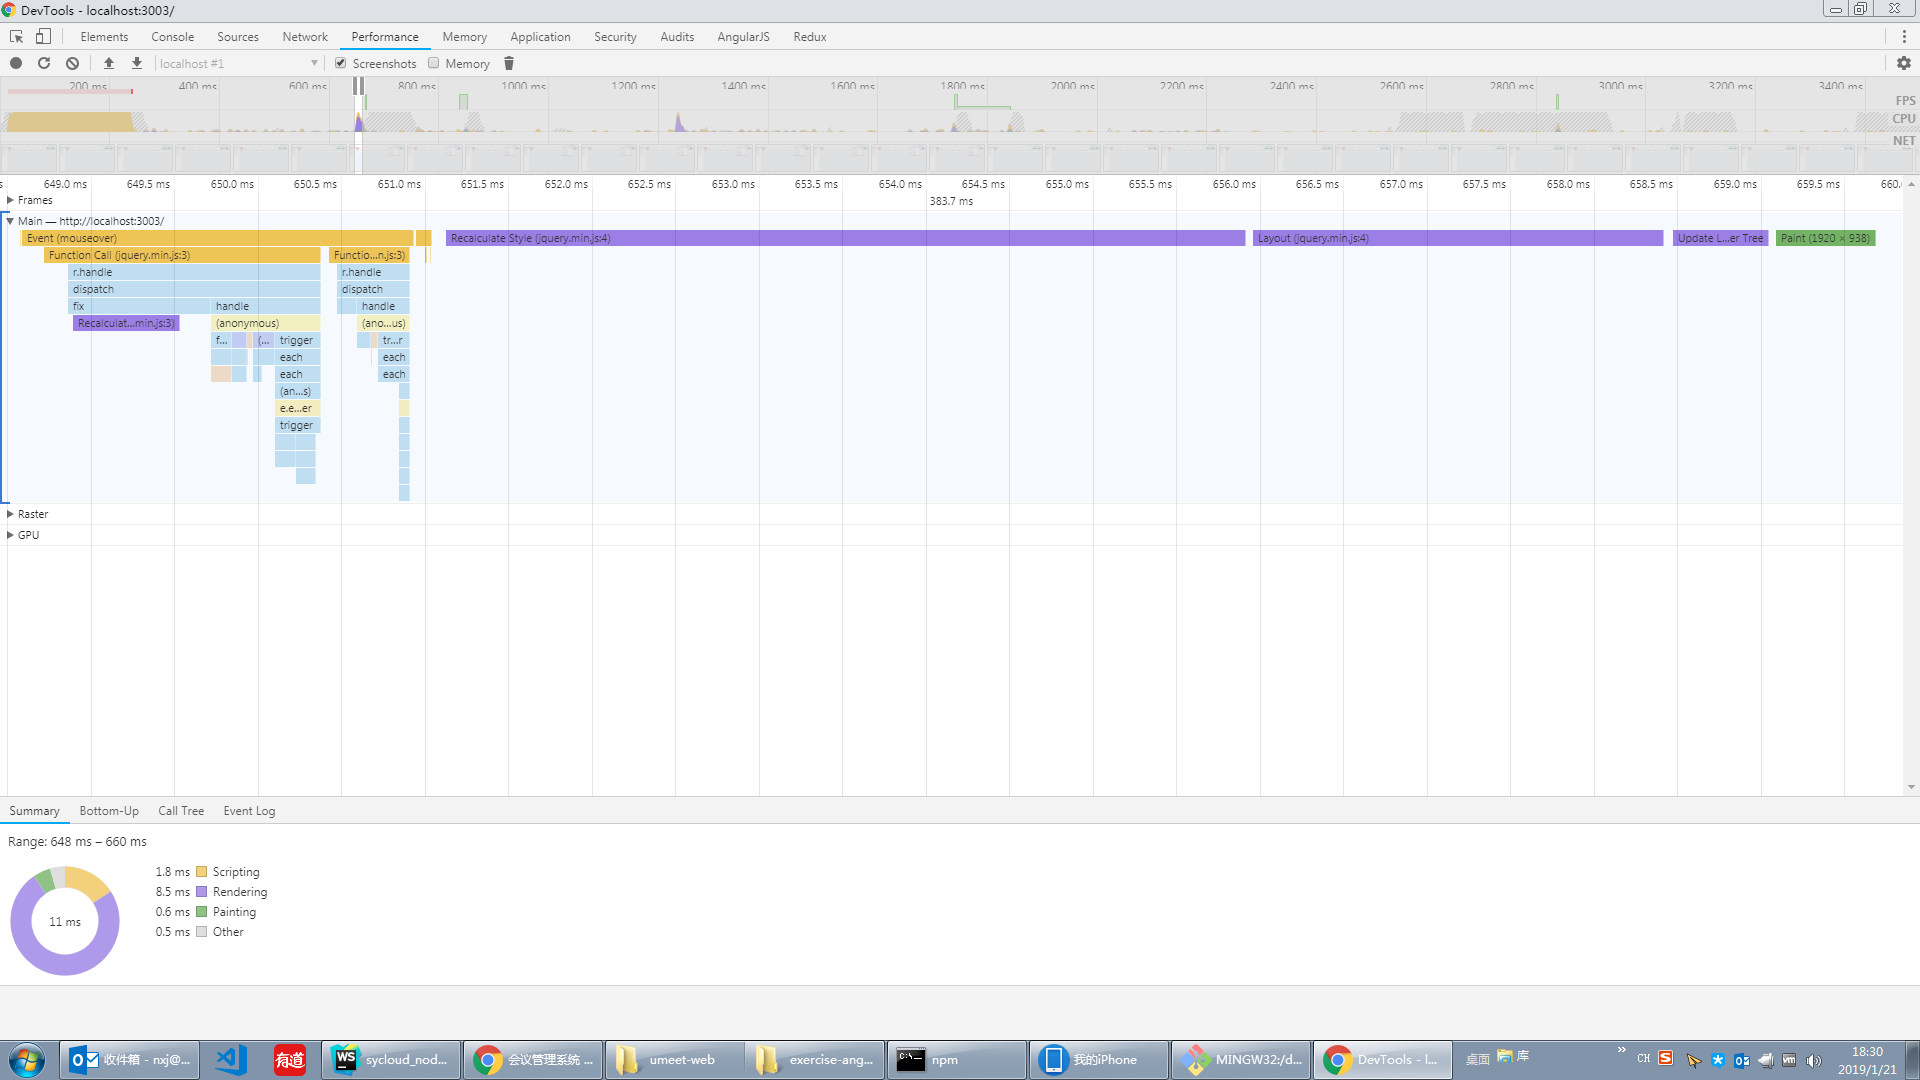 DevTools - localhost:3003/
Elements Console Sources Network Performance Memory Application Security Audits AngularJS Redux
localhost #1 Screenshots Memory
200 ms 400 ms 600 ms 800 ms 1000 ms 1200 ms 1400 ms 1600 ms 1800 ms 2000 ms 2200 ms 2400 ms 2600 ms 2800 ms 3000 ms 3200 ms 3400 ms
FPS
CPU
NET
s 649.0 ms 649.5 ms 650.0 ms 650.5 ms 651.0 ms 651.5 ms 652.0 ms 652.5 ms 653.0 ms 653.5 ms 654.0 ms 654.5 ms 655.0 ms 655.5 ms 656.0 ms 656.5 ms 657.0 ms 657.5 ms 658.0 ms 658.5 ms 659.0 ms 659.5 ms 660.
Frames 383.7 ms
Main — http://localhost:3003/
Event (mouseover) Recalculate Style (jquery.min.js:4) Layout (jquery.min.js:4) Update L...er Tree Paint (1920 × 938)
Function Call (jquery.min.js:3) Functio...n.js:3)
r.handle r.handle
dispatch dispatch
fix handle handle
Recalculat...min.js:3) (anonymous) (ano...us)
f... (... trigger tr...r
each each
each each
(an...s)
e.e...er
trigger
Raster
GPU
Summary Bottom-Up Call Tree Event Log
Range: 648 ms – 660 ms
11 ms
1.8 ms Scripting
8.5 ms Rendering
0.6 ms Painting
0.5 ms Other
收件箱 - nxj@... 有道 WS sycloud_nod... 会议管理系统 ... umeet-web exercise-ang... npm 我的iPhone MINGW32:/d... DevTools - l... 桌面 库 » CH 18:30
2019/1/21